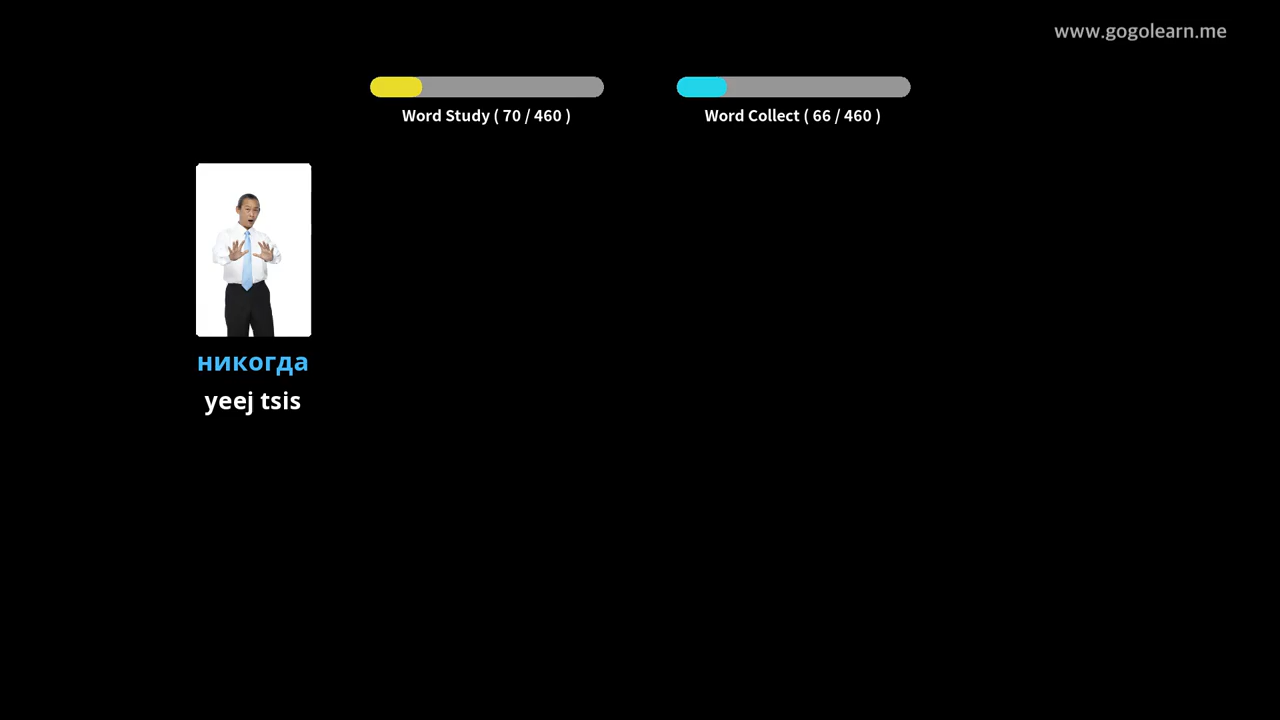 www.gogolearn.me
Word Study ( 70 / 460 )
Word Collect ( 66 / 460 )
никогда
yeej tsis